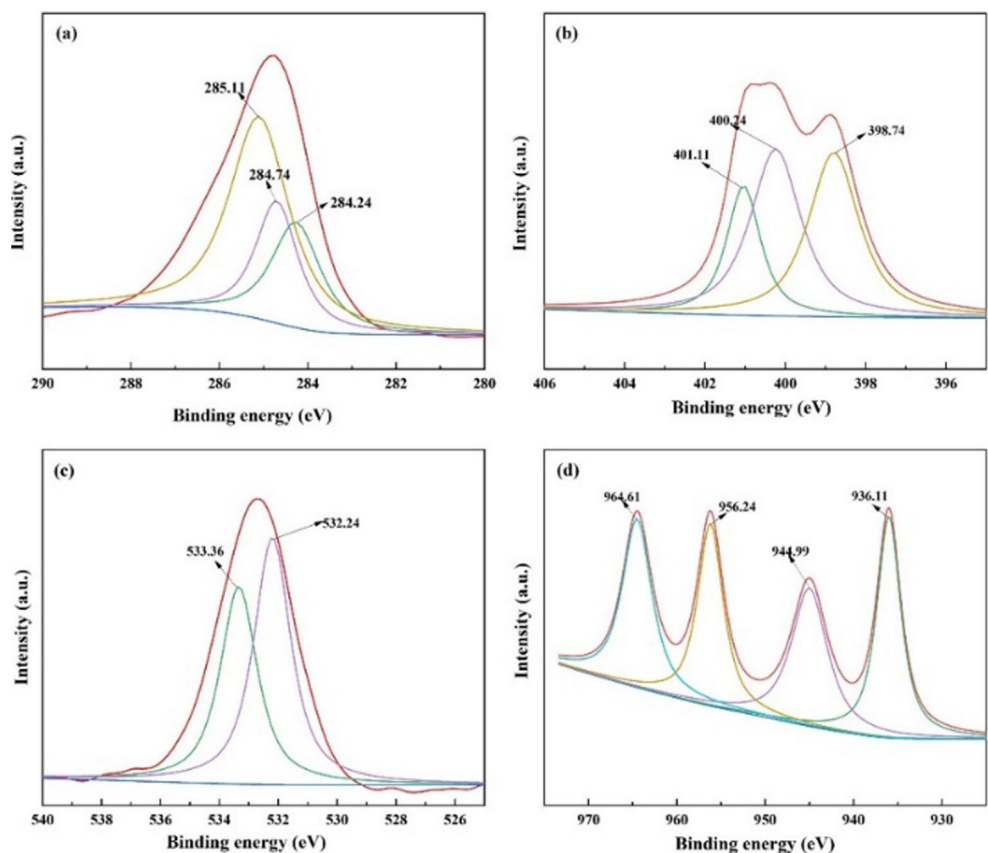 (a)
285.11
284.74
284.24
Intensity (a.u.)
290 288 286 284 282 280
Binding energy (eV)
(b)
400.24
401.11
398.74
Intensity (a.u.)
406 404 402 400 398 396
Binding energy (eV)
(c)
533.36
532.24
Intensity (a.u.)
540 538 536 534 532 530 528 526
Binding energy (eV)
(d)
964.61
956.24
944.99
936.11
Intensity (a.u.)
970 960 950 940 930
Binding energy (eV)